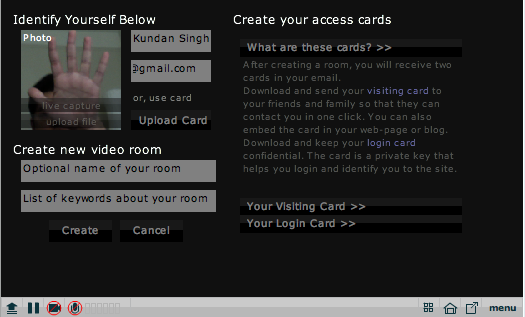 Identify Yourself Below
Photo
Kundan Singh
@gmail.com
live capture
upload file
or, use card
Upload Card
Create new video room
Optional name of your room
List of keywords about your room
Create
Cancel
Create your access cards
What are these cards? >>
After creating a room, you will receive two
cards in your email.
Download and send your visiting card to
your friends and family so that they can
contact you in one click. You can also
embed the card in your web-page or blog.
Download and keep your login card
confidential. The card is a private key that
helps you login and identify you to the site.
Your Visiting Card >>
Your Login Card >>
menu